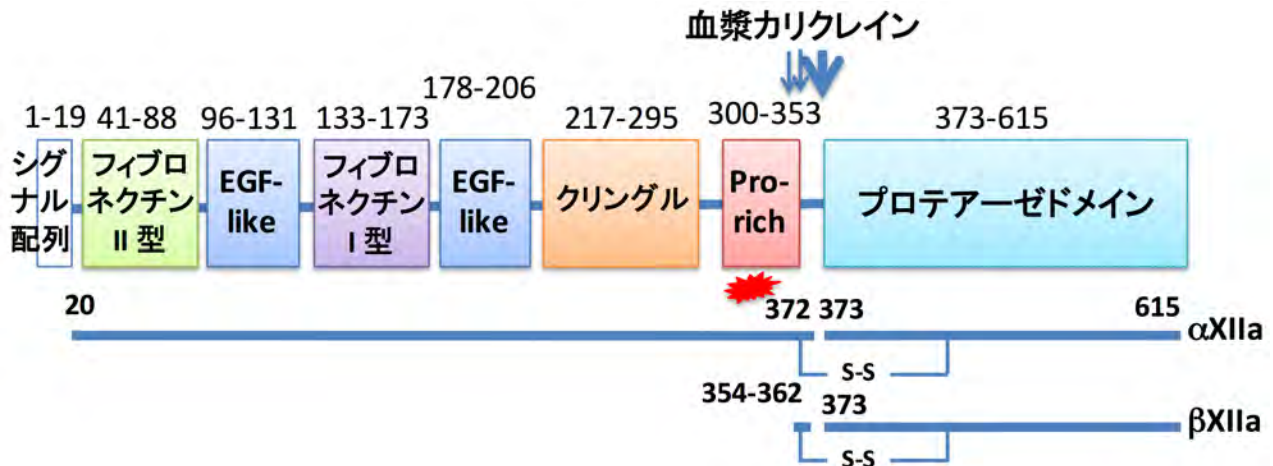 血漿カリクレイン
178-206
1-19 41-88 96-131 133-173 217-295 300-353 373-615
シグ
ナル
配列
フィブロ
ネクチン
II 型
EGF-
like
フィブロ
ネクチン
I 型
EGF-
like
クリングル
Pro-
rich
プロテアーゼドメイン
20 372 373 615
αXIIa
S-S
354-362 373
βXIIa
S-S